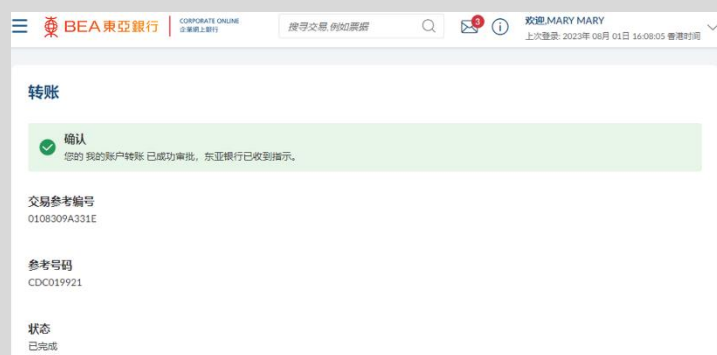 BEA東亞銀行
CORPORATE ONLINE
企業網上銀行
搜寻交易,例如票据
3
欢迎,MARY MARY
上次登录: 2023年 08月 01日 16:08:05 香港时间
转账
确认
您的 我的账户转账 已成功审批，东亚银行已收到指示。
交易参考编号
0108309A331E
参考号码
CDC019921
状态
已完成